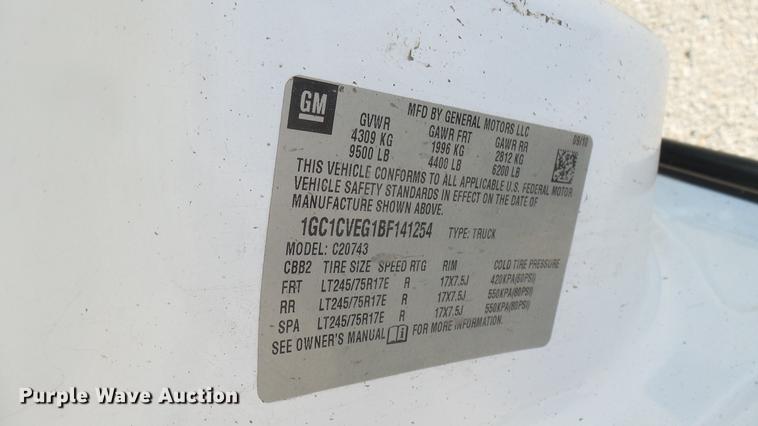 GM
MFD BY GENERAL MOTORS LLC
GVWR GAWR FRT GAWR RR 09/10
4309 KG 1996 KG 2812 KG
9500 LB 4400 LB 6200 LB
THIS VEHICLE CONFORMS TO ALL APPLICABLE U.S. FEDERAL MOTOR
VEHICLE SAFETY STANDARDS IN EFFECT ON THE DATE OF
MANUFACTURE SHOWN ABOVE.
1GC1CVEG1BF141254 TYPE: TRUCK
MODEL: C20743
CBB2 TIRE SIZE SPEED RTG RIM COLD TIRE PRESSURE
FRT LT245/75R17E R 17X7.5J 420KPA(60PSI)
RR LT245/75R17E R 17X7.5J 550KPA(80PSI)
SPA LT245/75R17E R 17X7.5J 550KPA(80PSI)
SEE OWNER'S MANUAL FOR MORE INFORMATION.
Purple Wave Auction